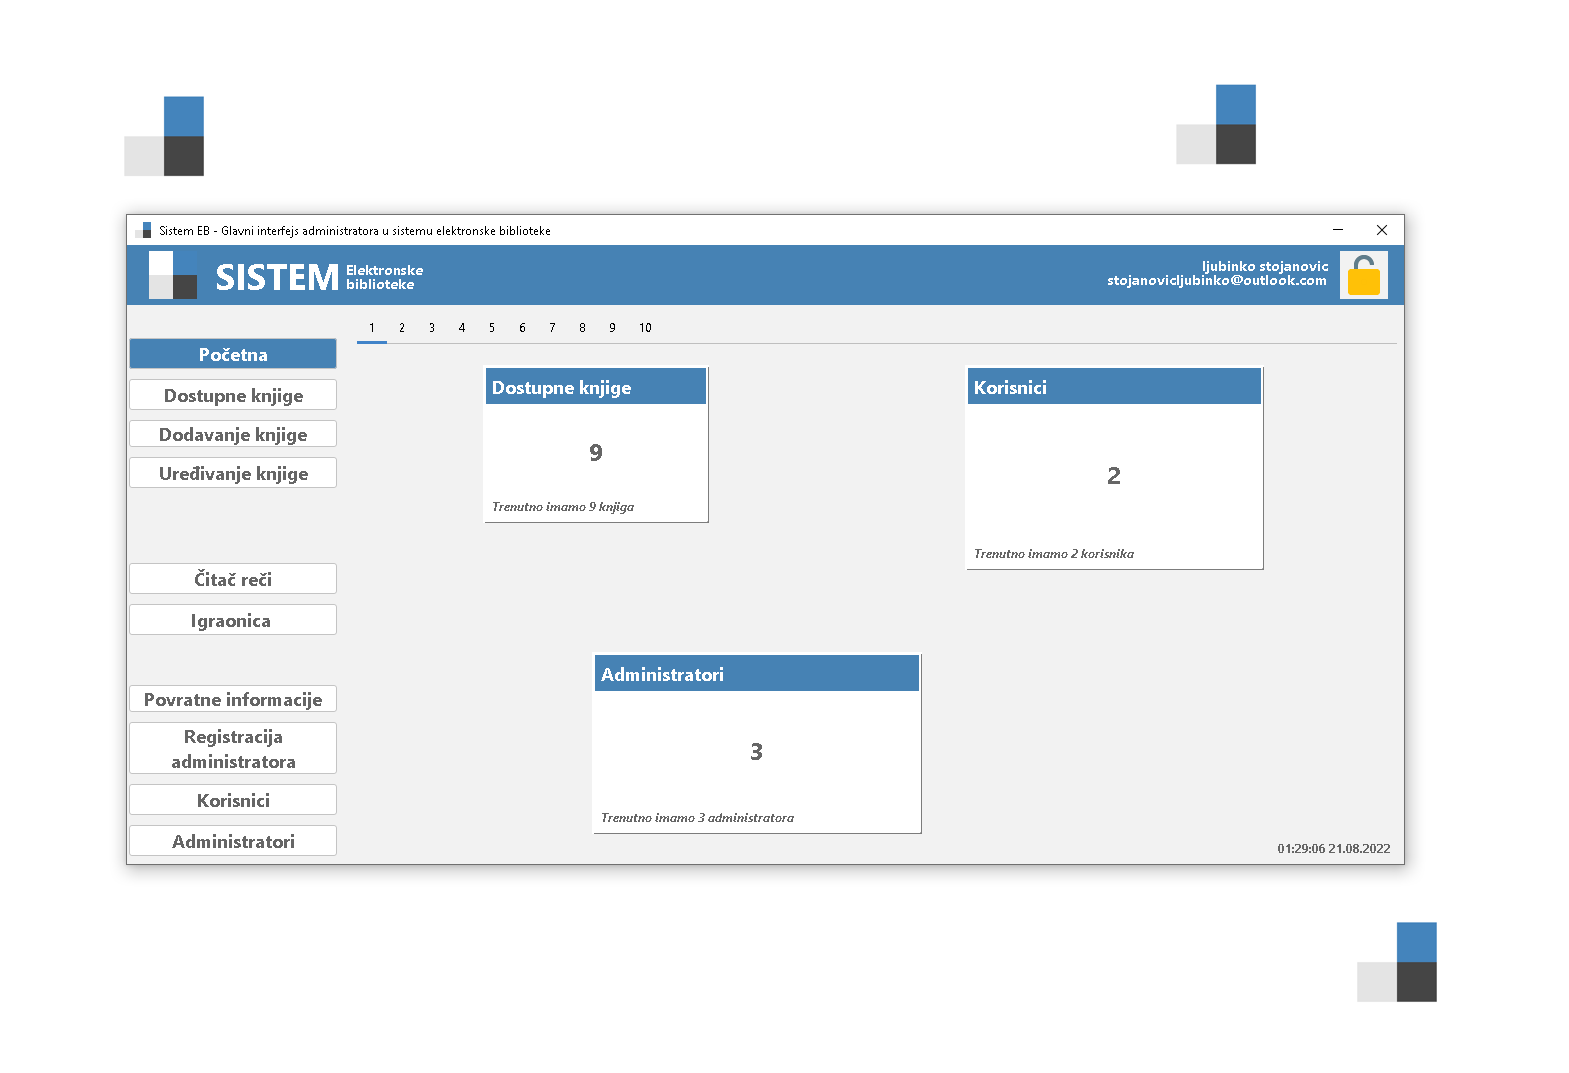 Sistem EB - Glavni interfejs administratora u sistemu elektronske biblioteke
SISTEM Elektronske
biblioteke
ljubinko stojanovic
stojanovicljubinko@outlook.com
1 2 3 4 5 6 7 8 9 10
Početna
Dostupne knjige
Dodavanje knjige
Uređivanje knjige
Čitač reči
Igraonica
Povratne informacije
Registracija
administratora
Korisnici
Administratori
Dostupne knjige
9
Trenutno imamo 9 knjiga
Korisnici
2
Trenutno imamo 2 korisnika
Administratori
3
Trenutno imamo 3 administratora
01:29:06 21.08.2022